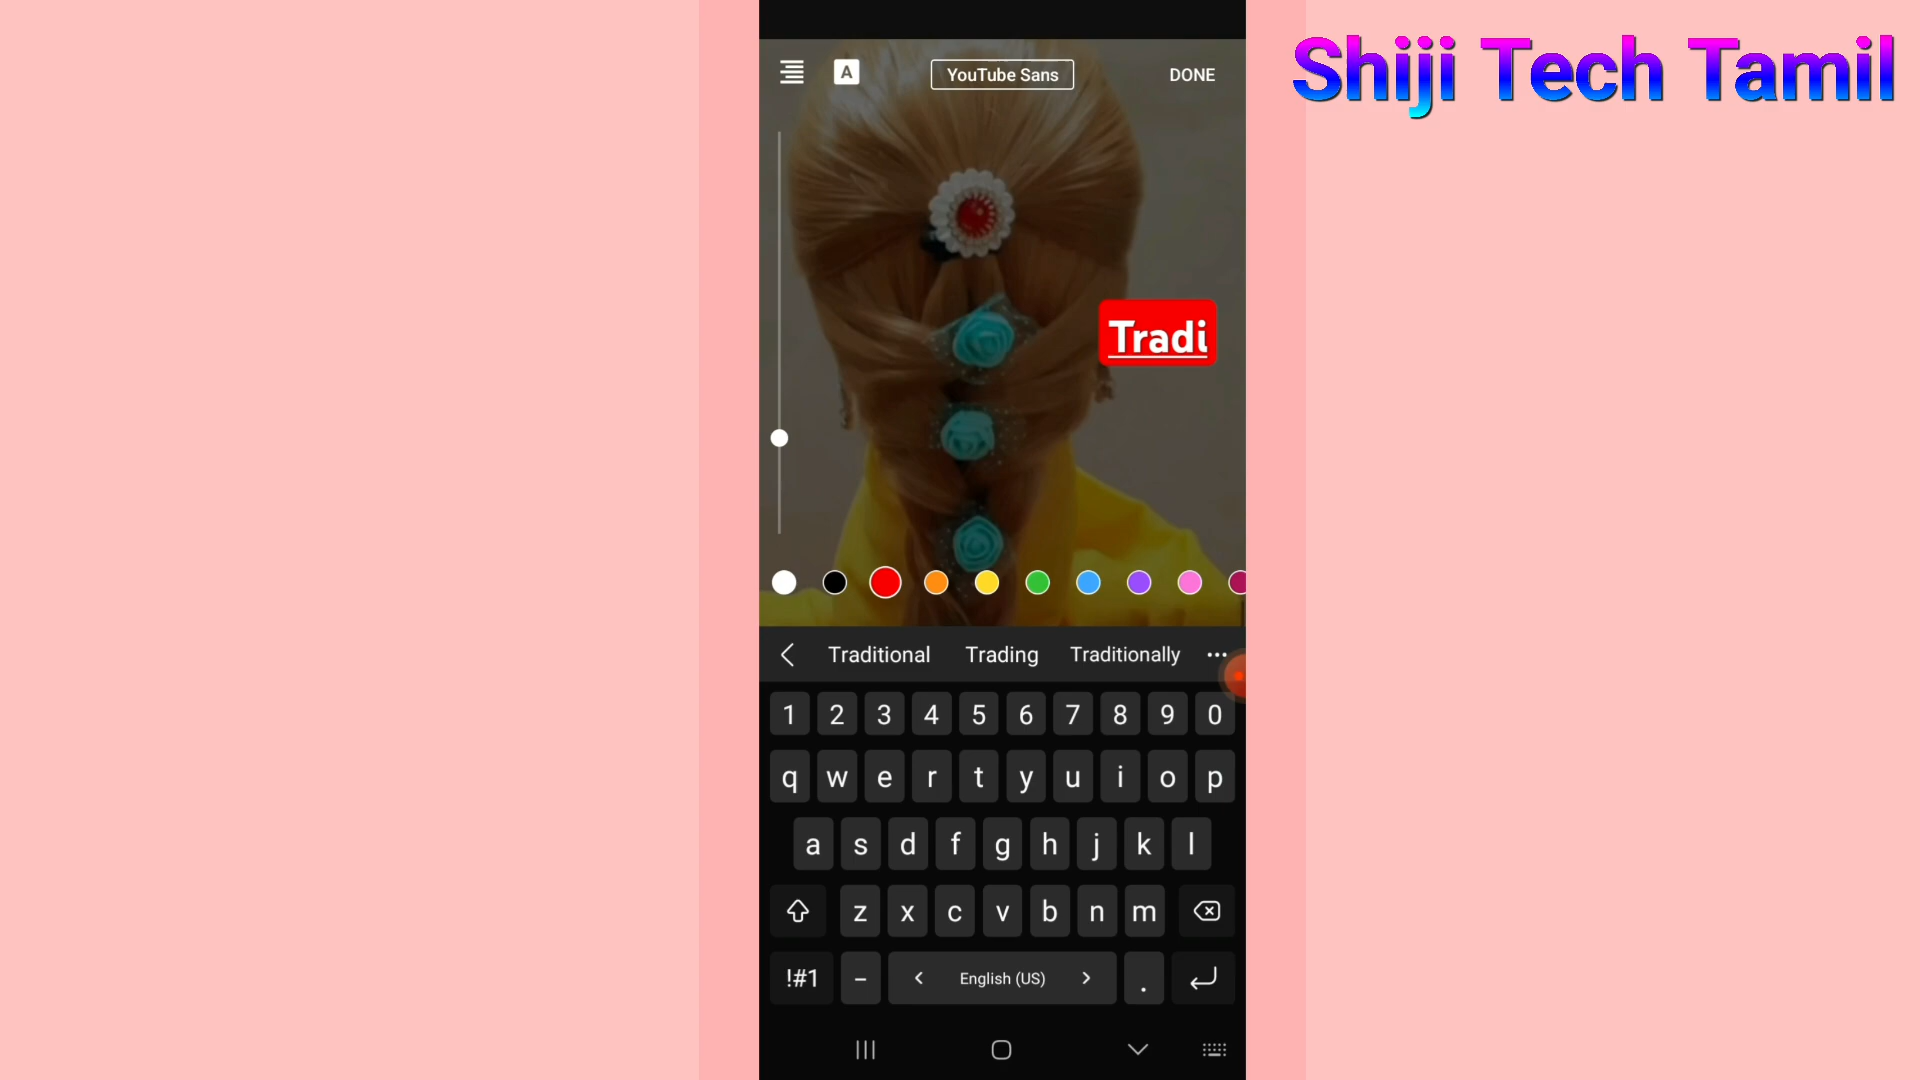 Shiji Tech Tamil
A YouTube Sans DONE
Tradi
Traditional Trading Traditionally ...
1 2 3 4 5 6 7 8 9 0
q w e r t y u i o p
a s d f g h j k l
z x c v b n m
!#1 - < English (US) > .